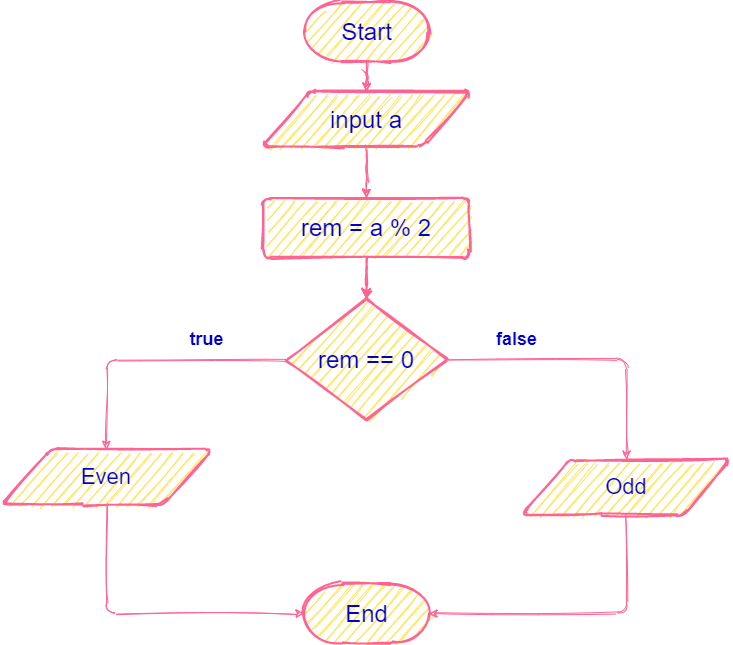 Start
input a
rem = a % 2
rem == 0
true
false
Even
Odd
End